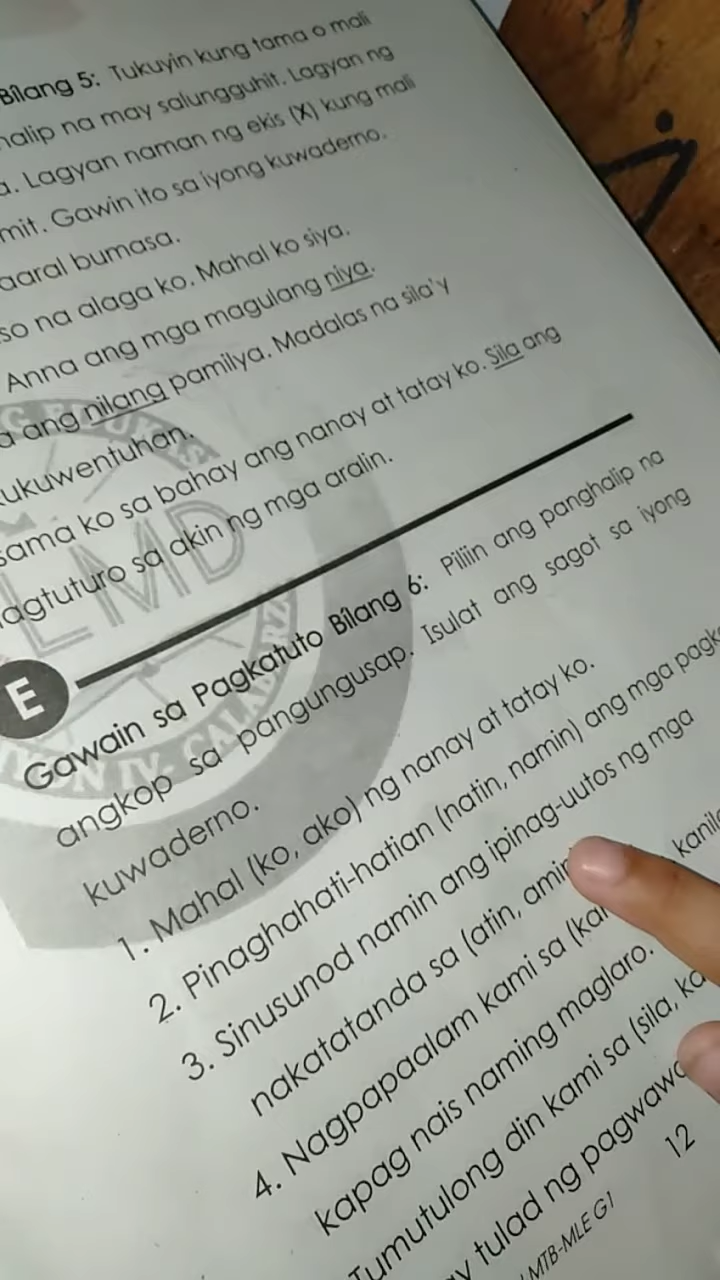 Bilang 5: Tukuyin kung tama o mali
halip na may salungguhit. Lagyan ng
a. Lagyan naman ng ekis (X) kung mali
mit. Gawin ito sa iyong kuwaderno.
aaral bumasa.
so na alaga ko. Mahal ko siya.
Anna ang mga magulang niya.
a ang nilang pamilya. Madalas na sila'y
kukuwentuhan.
sama ko sa bahay ang nanay at tatay ko. Sila ang
agtuturo sa akin ng mga aralin.
E
Gawain sa Pagkatuto Bilang 6: Piliin ang panghalip na
angkop sa pangungusap. Isulat ang sagot sa iyong
kuwaderno.
1. Mahal (ko, ako) ng nanay at tatay ko.
2. Pinaghahati-hatian (natin, namin) ang mga pagka
3. Sinusunod namin ang ipinag-uutos ng mga
nakatatanda sa (atin, amin kanila
4. Nagpapaalam kami sa (kan
kapag nais naming maglaro.
Tumutulong din kami sa (sila, ka
y tulad ng pagwawa
12
MTB-MLE G1
LMD